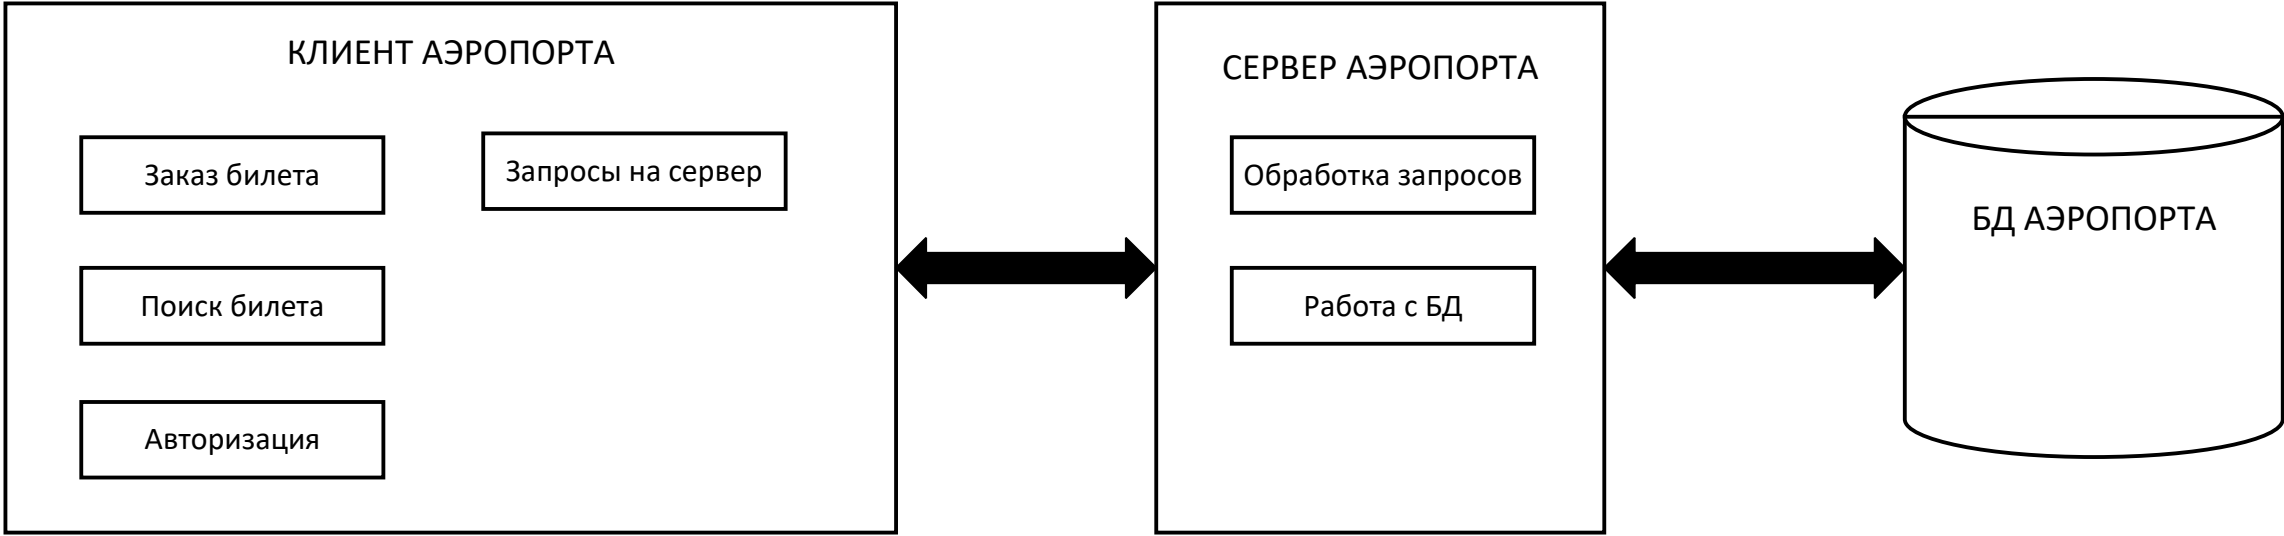 КЛИЕНТ АЭРОПОРТА
Заказ билета
Запросы на сервер
Поиск билета
Авторизация
СЕРВЕР АЭРОПОРТА
Обработка запросов
Работа с БД
БД АЭРОПОРТА